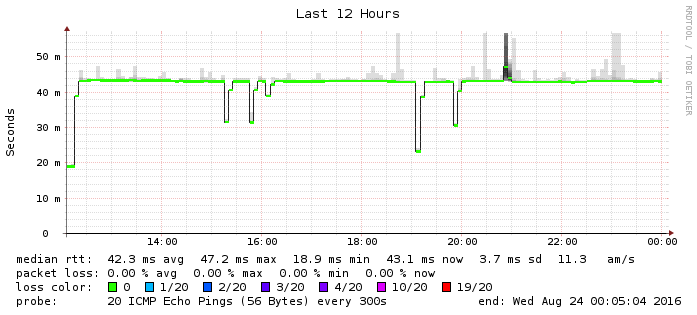 Last 12 Hours
RRDTOOL / TOBI OETIKER
Seconds
50 m
40 m
30 m
20 m
10 m
0
14:00 16:00 18:00 20:00 22:00 00:00
median rtt: 42.3 ms avg 47.2 ms max 18.9 ms min 43.1 ms now 3.7 ms sd 11.3 am/s
packet loss: 0.00 % avg 0.00 % max 0.00 % min 0.00 % now
loss color: 0 1/20 2/20 3/20 4/20 10/20 19/20
probe: 20 ICMP Echo Pings (56 Bytes) every 300s end: Wed Aug 24 00:05:04 2016